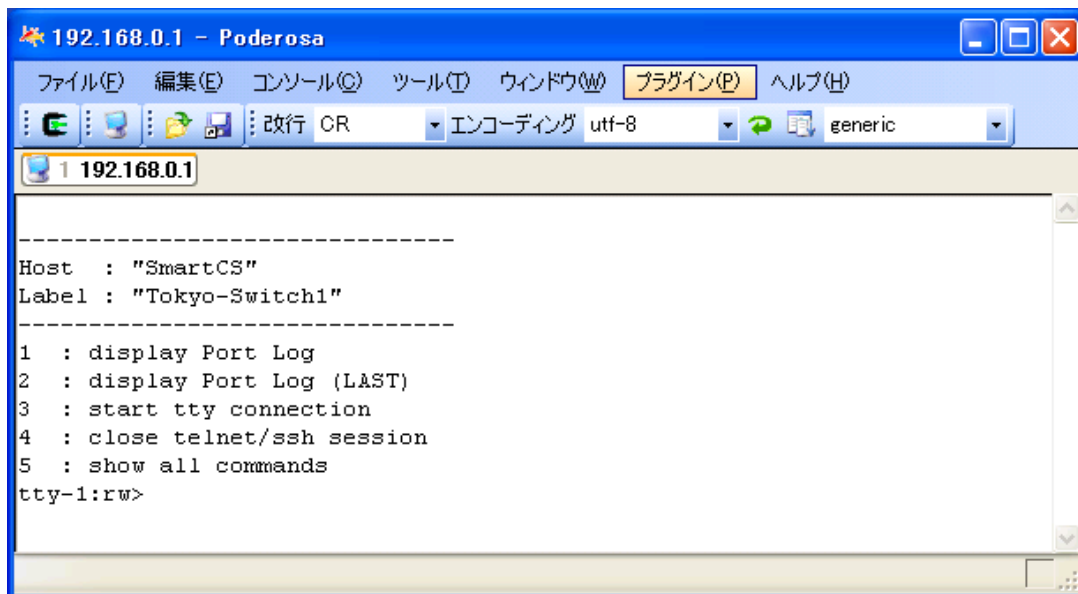 192.168.0.1 - Poderosa
ファイル(F) 編集(E) コンソール(C) ツール(T) ウィンドウ(W) プラグイン(P) ヘルプ(H)
改行 CR エンコーディング utf-8 generic
1 192.168.0.1
-------------------------------
Host  : "SmartCS"
Label : "Tokyo-Switch1"
-------------------------------
1  : display Port Log
2  : display Port Log (LAST)
3  : start tty connection
4  : close telnet/ssh session
5  : show all commands
tty-1:rw>